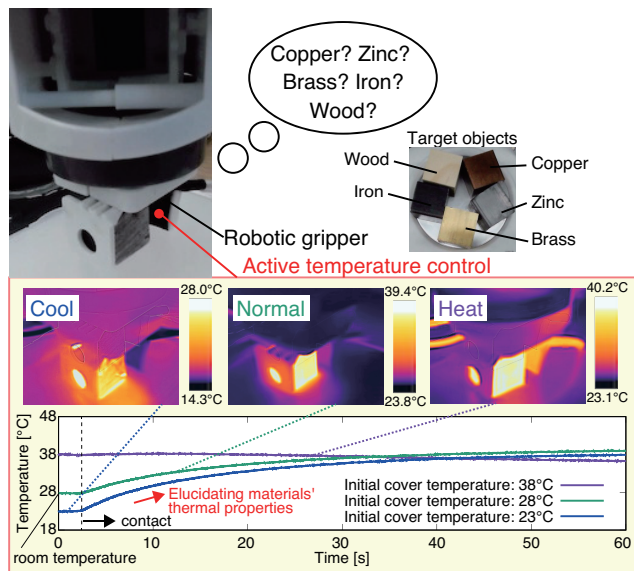 Copper? Zinc?
Brass? Iron?
Wood?
Target objects
Wood
Copper
Iron
Zinc
Brass
Robotic gripper
Active temperature control
Cool
28.0°C
14.3°C
Normal
39.4°C
23.8°C
Heat
40.2°C
23.1°C
Temperature [°C]
48
38
28
18
Elucidating materials'
thermal properties
contact
Initial cover temperature: 38°C
Initial cover temperature: 28°C
Initial cover temperature: 23°C
0 10 20 30 40 50 60
room temperature
Time [s]